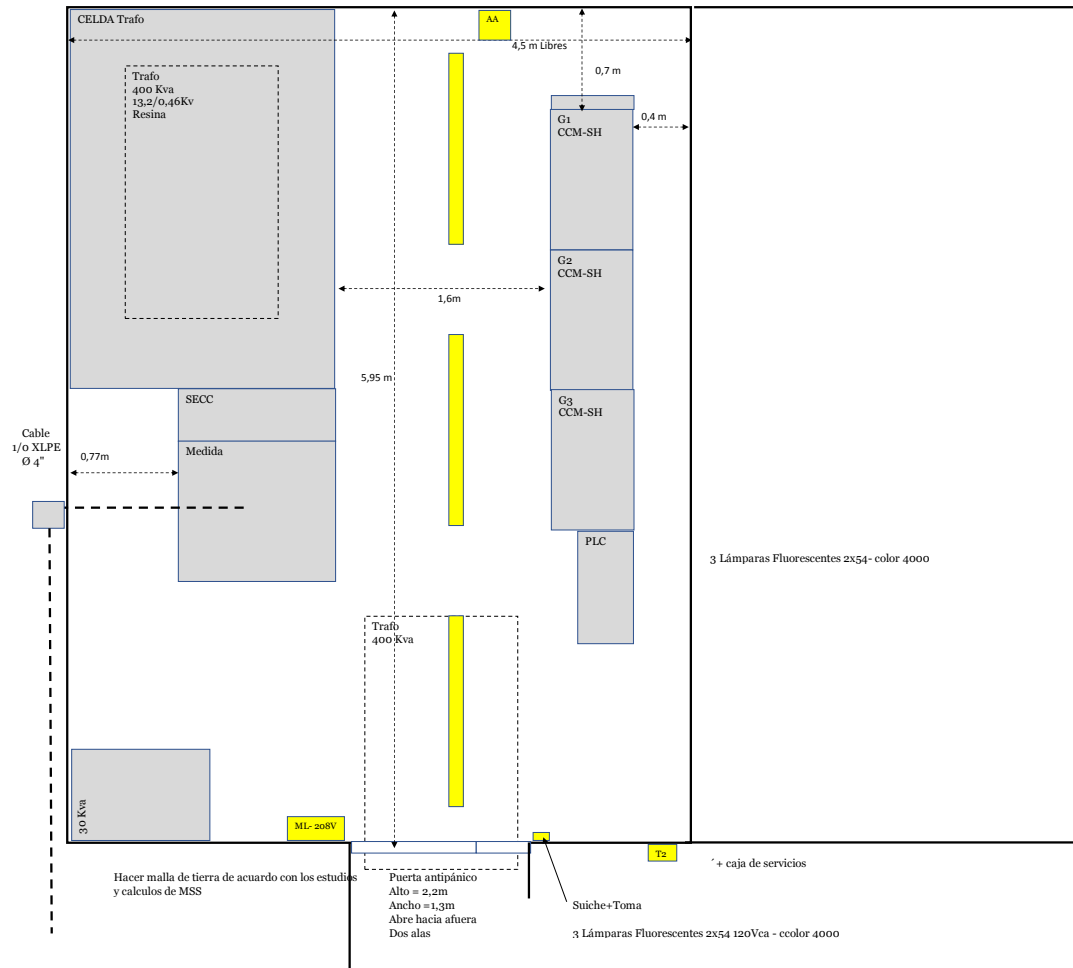 CELDA Trafo
AA
4,5 m Libres
Trafo
400 Kva
13,2/0,46Kv
Resina
0,7 m
G1
CCM-SH
0,4 m
G2
CCM-SH
1,6m
5,95 m
SECC
G3
CCM-SH
Cable
1/0 XLPE
Ø 4"
0,77m
Medida
PLC
3 Lámparas Fluorescentes 2x54- color 4000
Trafo
400 Kva
30 Kva
ML- 208V
T2
´+ caja de servicios
Hacer malla de tierra de acuerdo con los estudios
y calculos de MSS
Puerta antipánico
Alto = 2,2m
Ancho =1,3m
Abre hacia afuera
Dos alas
Suiche+Toma
3 Lámparas Fluorescentes 2x54 120Vca - ccolor 4000